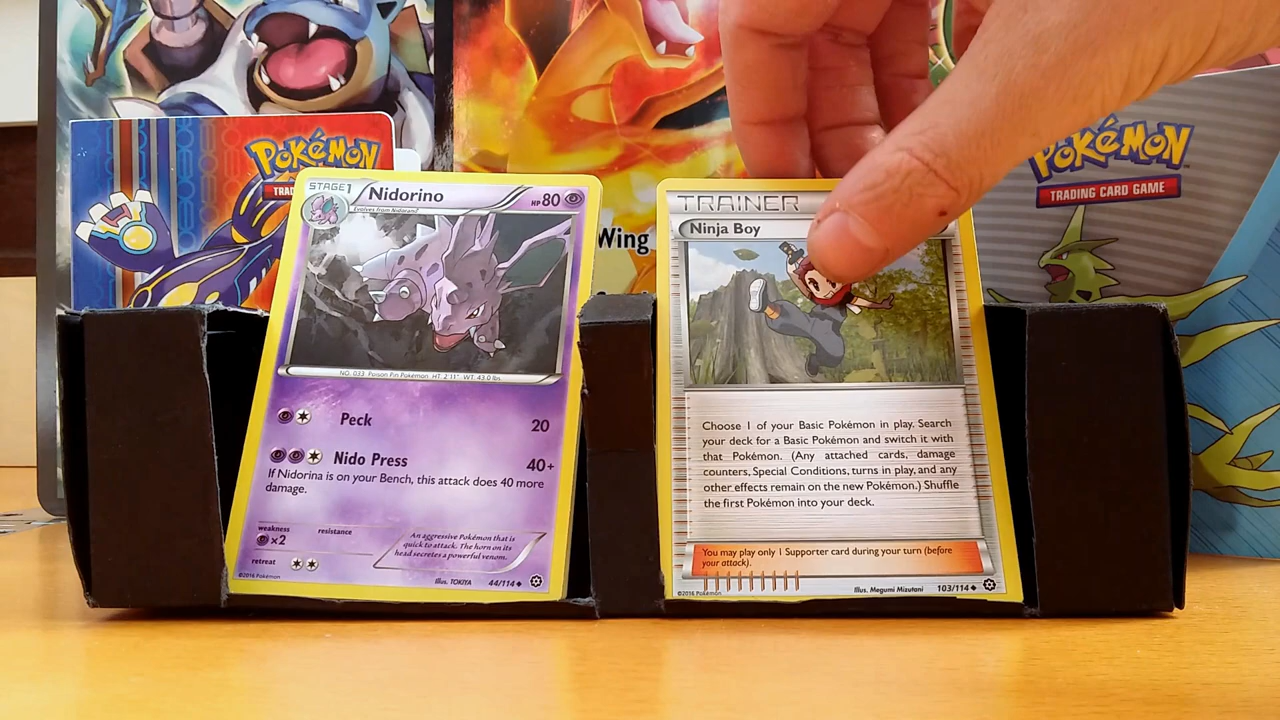 POKéMON
TRA
POKéMON
TRADING CARD GAME
Wing
STAGE1
Nidorino
HP80
Evolves from Nidoran♂
NO. 033 Poison Pin Pokémon HT: 2'11" WT: 43.0 lbs.
Peck 20
Nido Press 40+
If Nidorina is on your Bench, this attack does 40 more
damage.
weakness
×2
resistance
retreat
An aggressive Pokémon that is
quick to attack. The horn on its
head secretes a powerful venom.
©2016 Pokémon
Illus. TOKIYA
44/114
TRAINER
Ninja Boy
Choose 1 of your Basic Pokémon in play. Search
your deck for a Basic Pokémon and switch it with
that Pokémon. (Any attached cards, damage
counters, Special Conditions, turns in play, and any
other effects remain on the new Pokémon.) Shuffle
the first Pokémon into your deck.
You may play only 1 Supporter card during your turn (before
your attack).
©2016 Pokémon
Illus. Megumi Mizutani
103/114